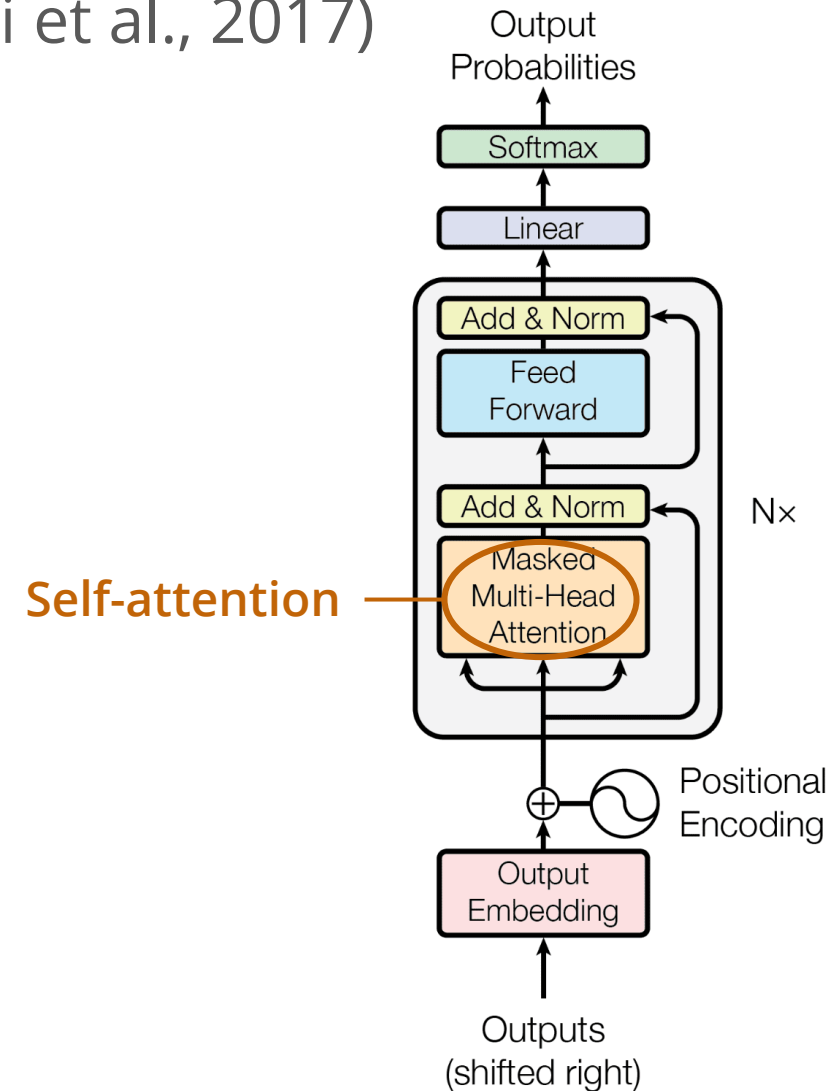 i et al., 2017)
Output
Probabilities
Softmax
Linear
Add & Norm
Feed
Forward
Add & Norm
N×
Masked
Multi-Head
Attention
Self-attention
Positional
Encoding
Output
Embedding
Outputs
(shifted right)